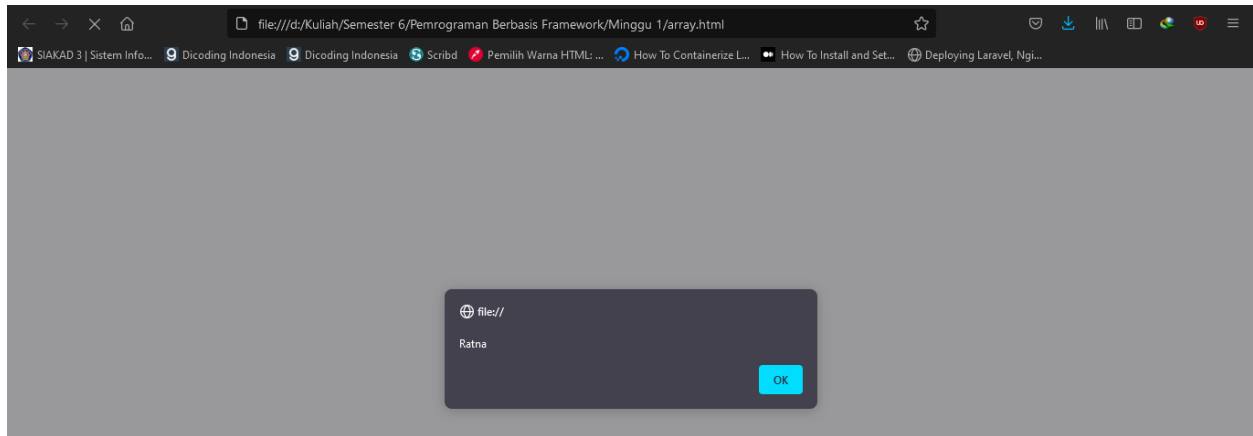 file:///d:/Kuliah/Semester 6/Pemrograman Berbasis Framework/Minggu 1/array.html
SIAKAD 3 | Sistem Info... Dicoding Indonesia Dicoding Indonesia Scribd Pemilih Warna HTML: ... How To Containerize L... How To Install and Set... Deploying Laravel, Ngi...
file://
Ratna
OK